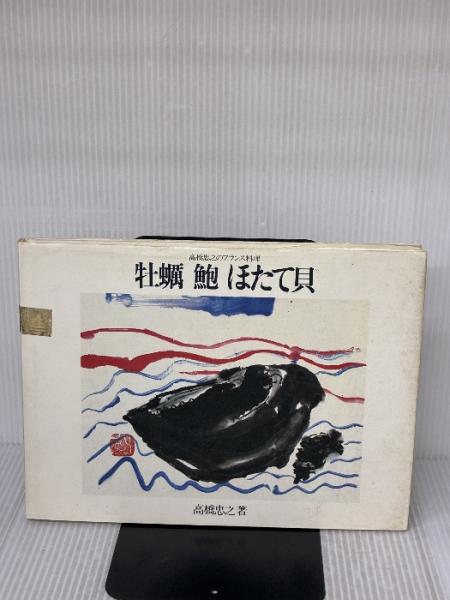 高橋忠之のフランス料理
牡蠣 鮑 ほたて貝
高橋忠之著